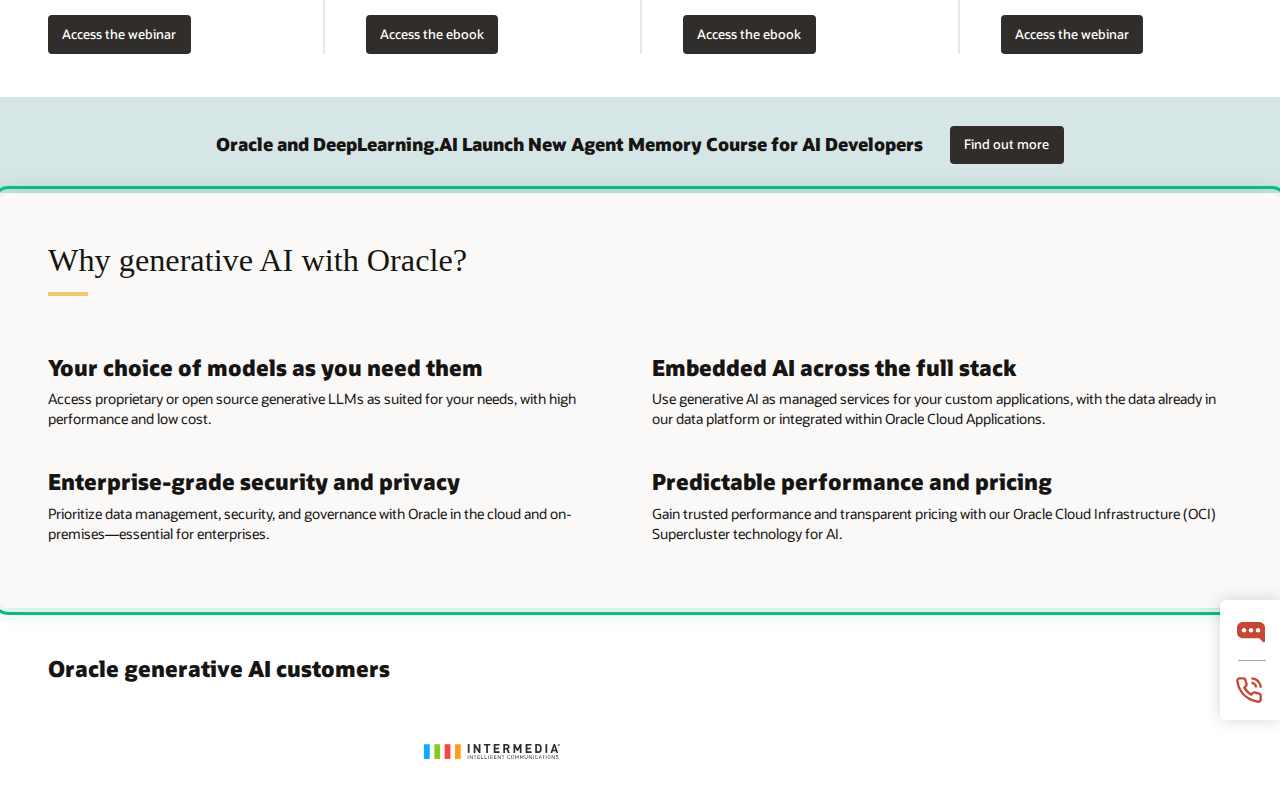 Access the webinar
Access the ebook
Access the ebook
Access the webinar
Oracle and DeepLearning.AI Launch New Agent Memory Course for AI Developers
Find out more
Why generative AI with Oracle?
Your choice of models as you need them
Access proprietary or open source generative LLMs as suited for your needs, with high
performance and low cost.
Embedded AI across the full stack
Use generative AI as managed services for your custom applications, with the data already in
our data platform or integrated within Oracle Cloud Applications.
Enterprise-grade security and privacy
Prioritize data management, security, and governance with Oracle in the cloud and on-
premises—essential for enterprises.
Predictable performance and pricing
Gain trusted performance and transparent pricing with our Oracle Cloud Infrastructure (OCI)
Supercluster technology for AI.
Oracle generative AI customers
INTERMEDIA
INTELLIGENT COMMUNICATIONS